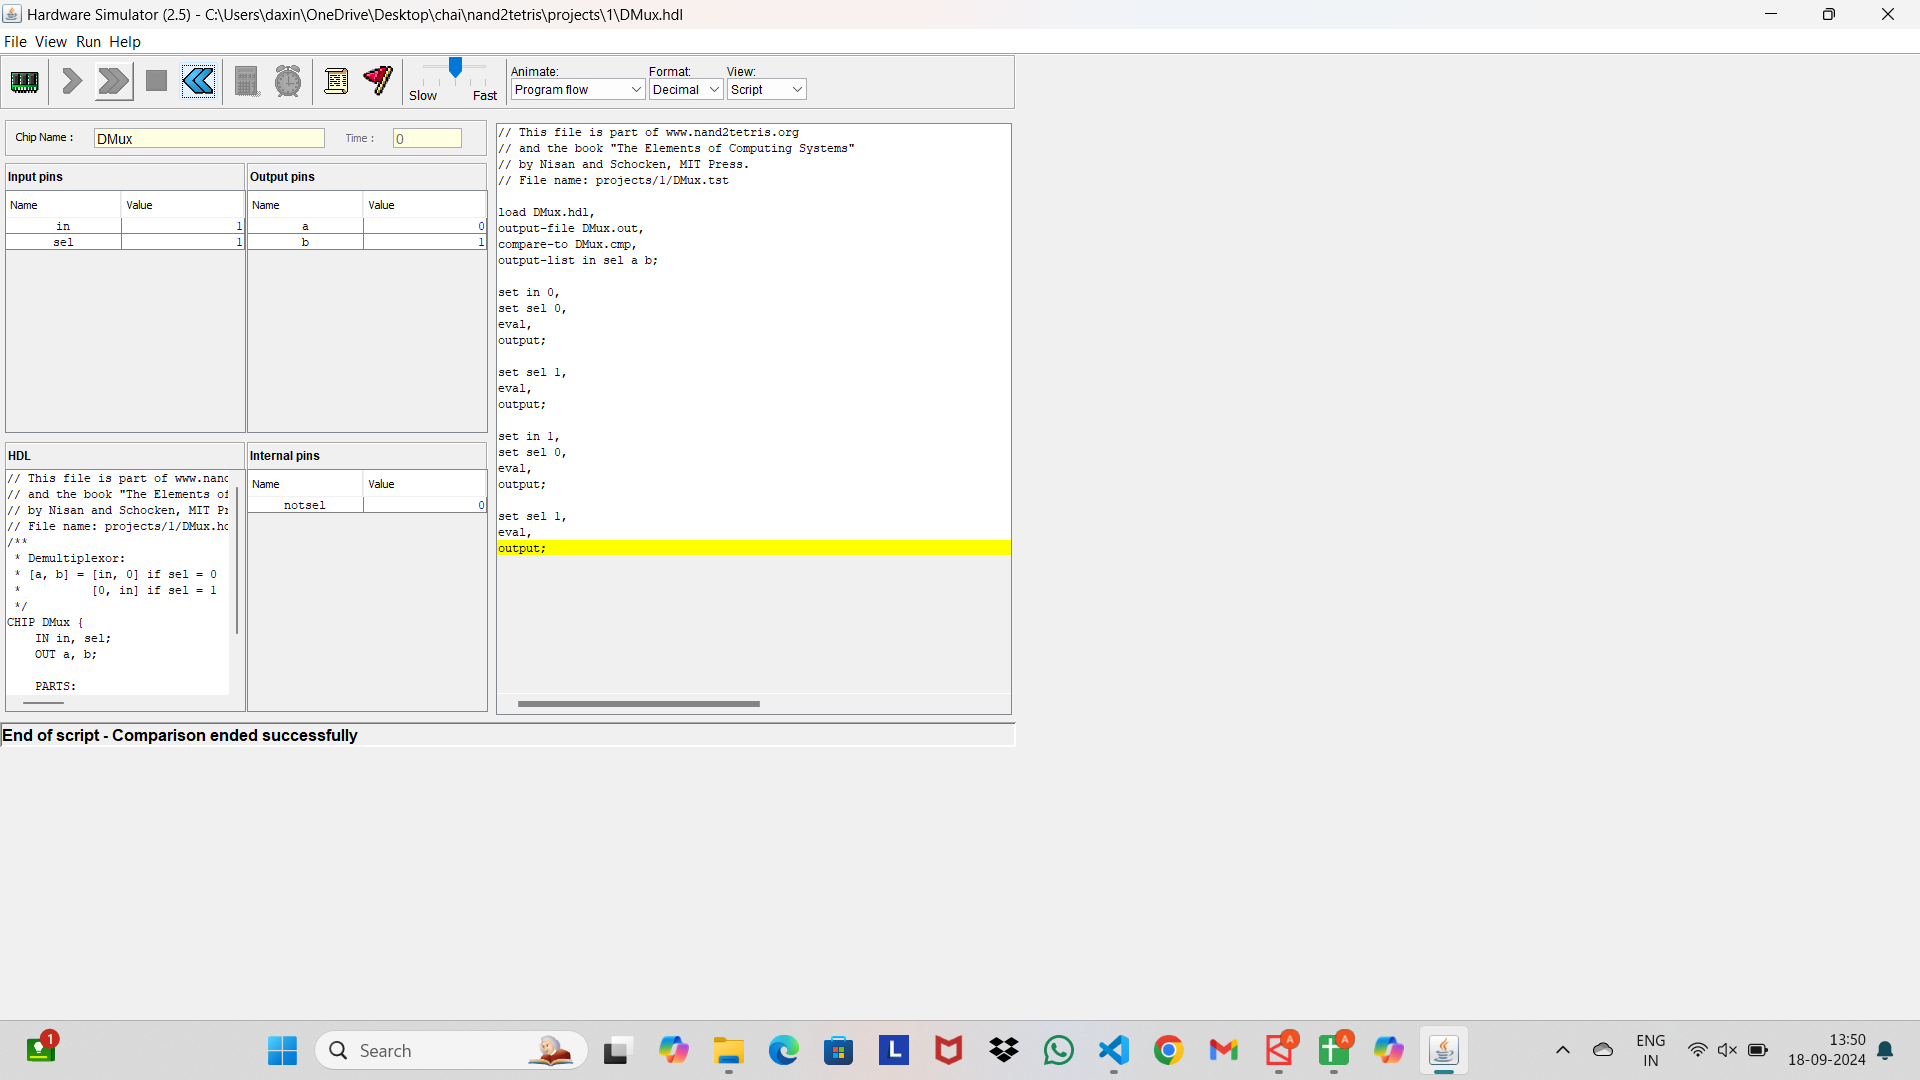 Hardware Simulator (2.5) - C:\Users\daxin\OneDrive\Desktop\chai\nand2tetris\projects\1\DMux.hdl
File View Run Help
Slow Fast
Animate: Format: View:
Program flow Decimal Script
Chip Name : DMux Time : 0
Input pins
Name Value
in 1
sel 1
Output pins
Name Value
a 0
b 1
HDL
// This file is part of www.nand
// and the book "The Elements of
// by Nisan and Schocken, MIT Pr
// File name: projects/1/DMux.hd
/**
* Demultiplexor:
* [a, b] = [in, 0] if sel = 0
* [0, in] if sel = 1
*/
CHIP DMux {
IN in, sel;
OUT a, b;
PARTS:
Internal pins
Name Value
notsel 0
// This file is part of www.nand2tetris.org
// and the book "The Elements of Computing Systems"
// by Nisan and Schocken, MIT Press.
// File name: projects/1/DMux.tst
load DMux.hdl,
output-file DMux.out,
compare-to DMux.cmp,
output-list in sel a b;
set in 0,
set sel 0,
eval,
output;
set sel 1,
eval,
output;
set in 1,
set sel 0,
eval,
output;
set sel 1,
eval,
output;
End of script - Comparison ended successfully
1
Search
L
A
A
ENG
IN
13:50
18-09-2024